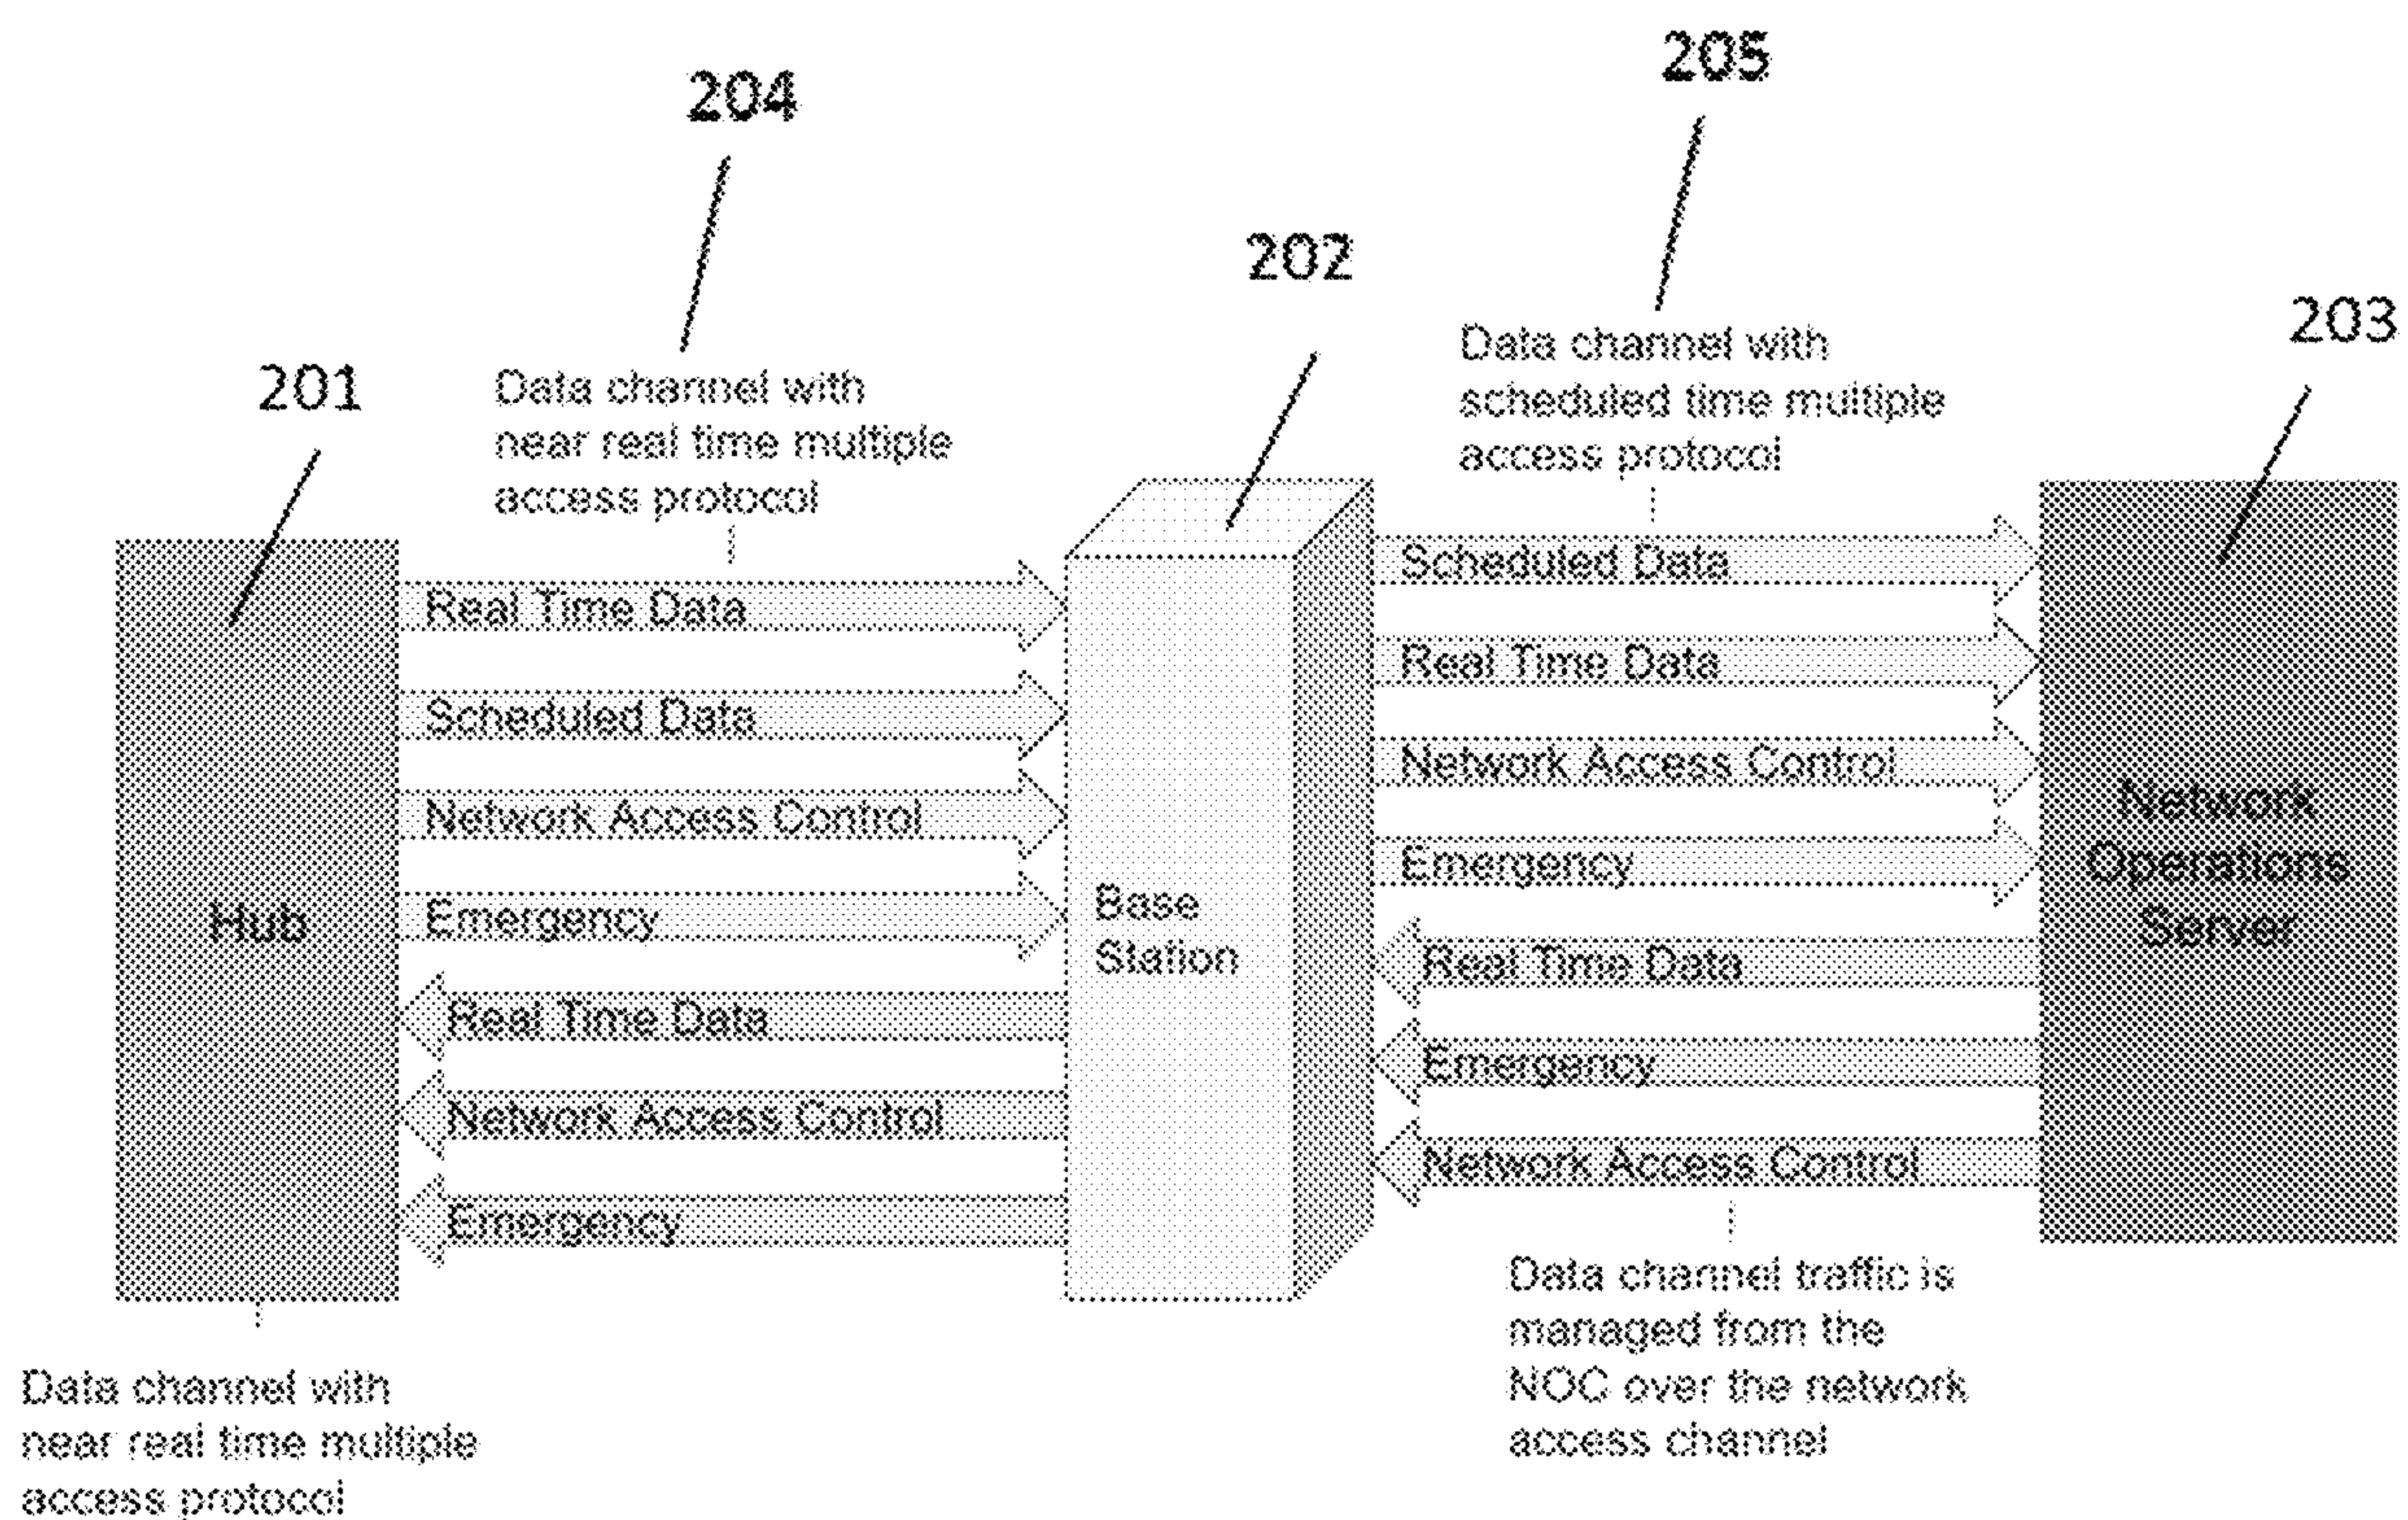 205
204
202
203
201
Data channel with
near real time multiple
access protocol
Data channel with
scheduled time multiple
access protocol
Real Time Data
Scheduled Data
Network Access Control
Emergency
Real Time Data
Network Access Control
Emergency
Hub
Base
Station
Scheduled Data
Real Time Data
Network Access Control
Emergency
Real Time Data
Emergency
Network Access Control
Network
Operations
Server
Data channel with
near real time multiple
access protocol
Data channel traffic is
managed from the
NOC over the network
access channel